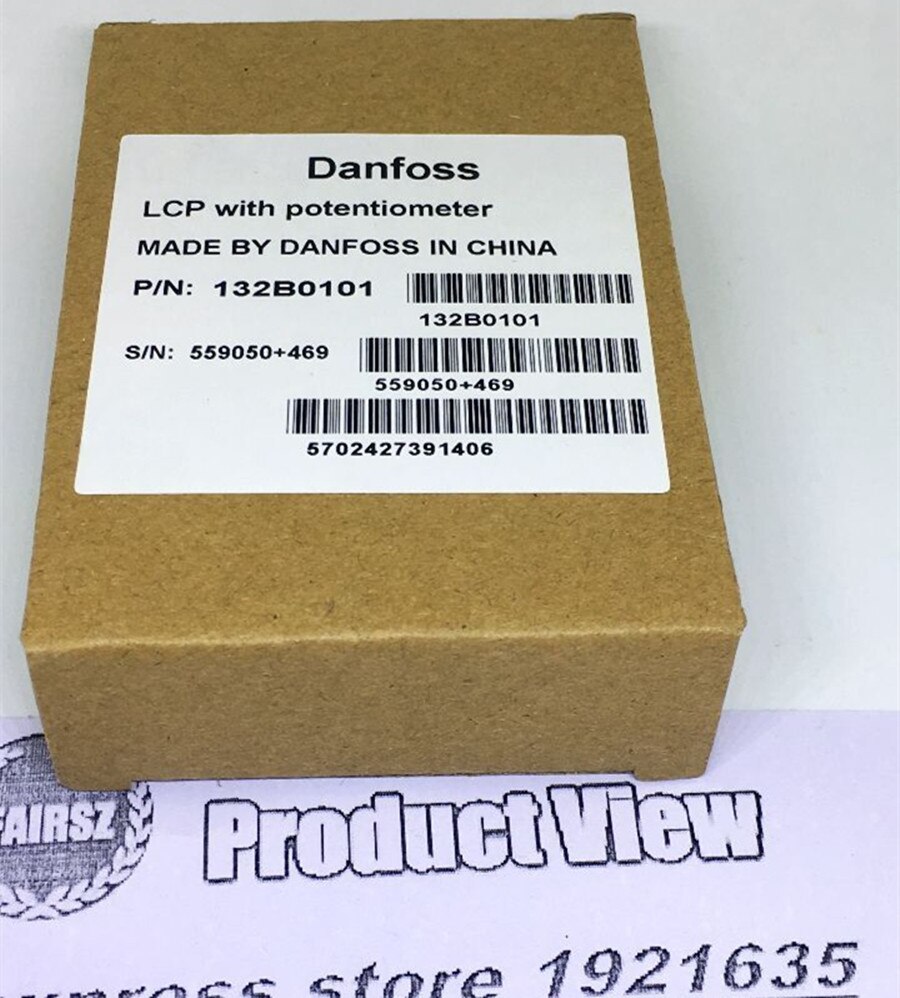 Danfoss
LCP with potentiometer
MADE BY DANFOSS IN CHINA
P/N: 132B0101
132B0101
S/N: 559050+469
559050+469
5702427391406
FAIRSZ
Product View
store 1921635